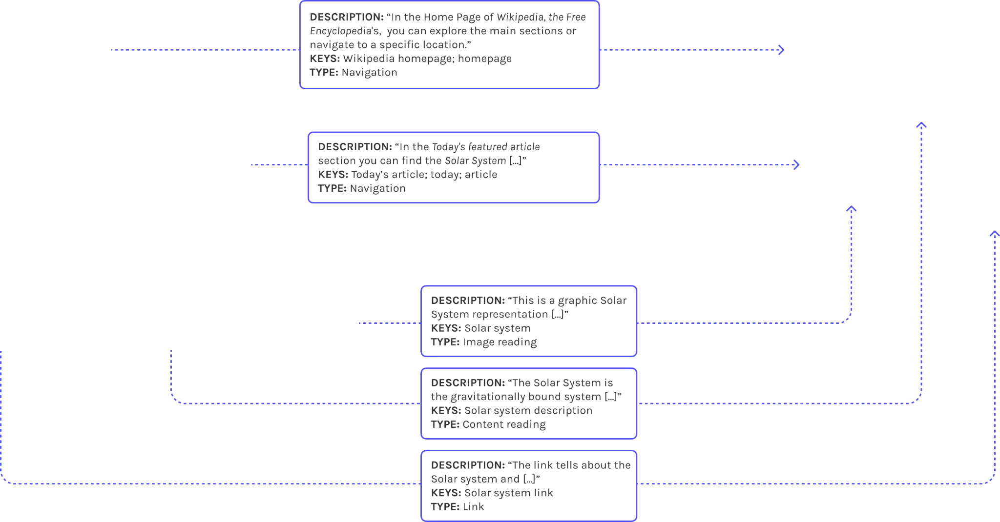 DESCRIPTION: “In the Home Page of Wikipedia, the Free
Encyclopedia's,  you can explore the main sections or
navigate to a specific location.”
KEYS: Wikipedia homepage; homepage
TYPE: Navigation
DESCRIPTION: “In the Today's featured article
section you can find the Solar System [...]”
KEYS: Today’s article; today; article
TYPE: Navigation
DESCRIPTION: “This is a graphic Solar
System representation [...]”
KEYS: Solar system
TYPE: Image reading
DESCRIPTION: “The Solar System is
the gravitationally bound system [...]”
KEYS: Solar system description
TYPE: Content reading
DESCRIPTION: “The link tells about the
Solar system and [...]”
KEYS: Solar system link
TYPE: Link